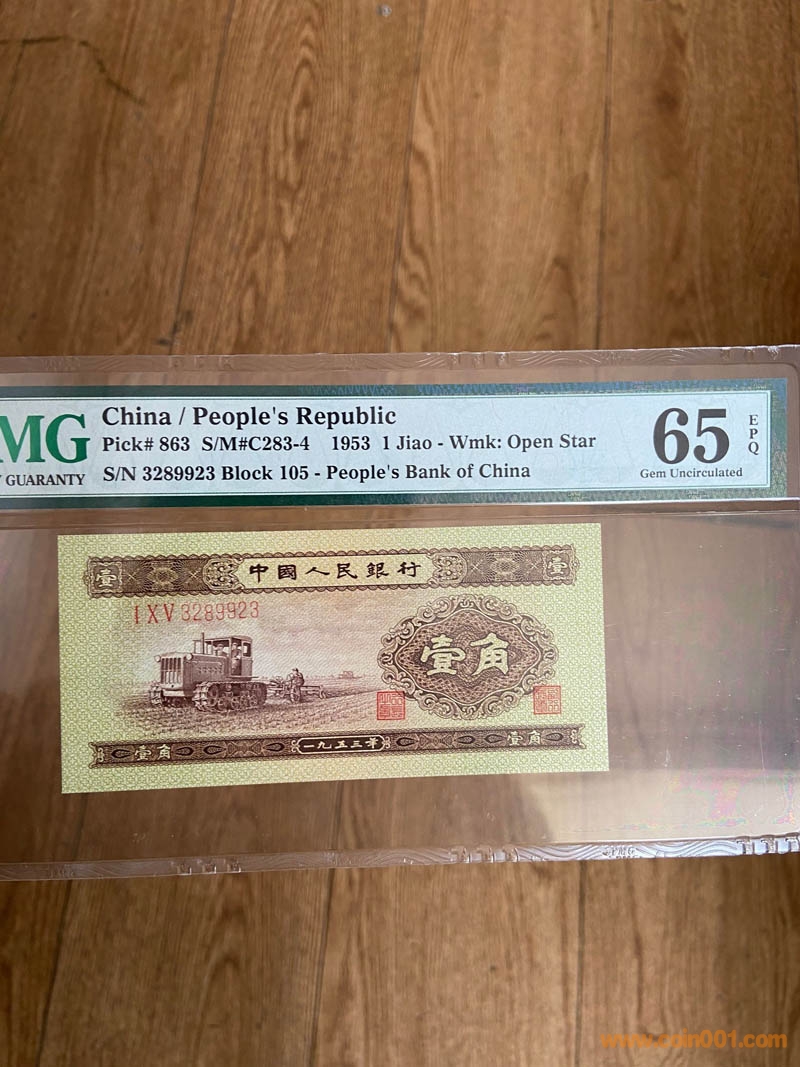 MG
China / People's Republic
Pick# 863 S/M#C283-4 1953 1 Jiao - Wmk: Open Star
Y GUARANTY
S/N 3289923 Block 105 - People's Bank of China
65
EPQ
Gem Uncirculated
壹
中國人民銀行
壹
I X V 3289923
壹角
壹角
一九五三年
壹角
PMG
www.coin001.com